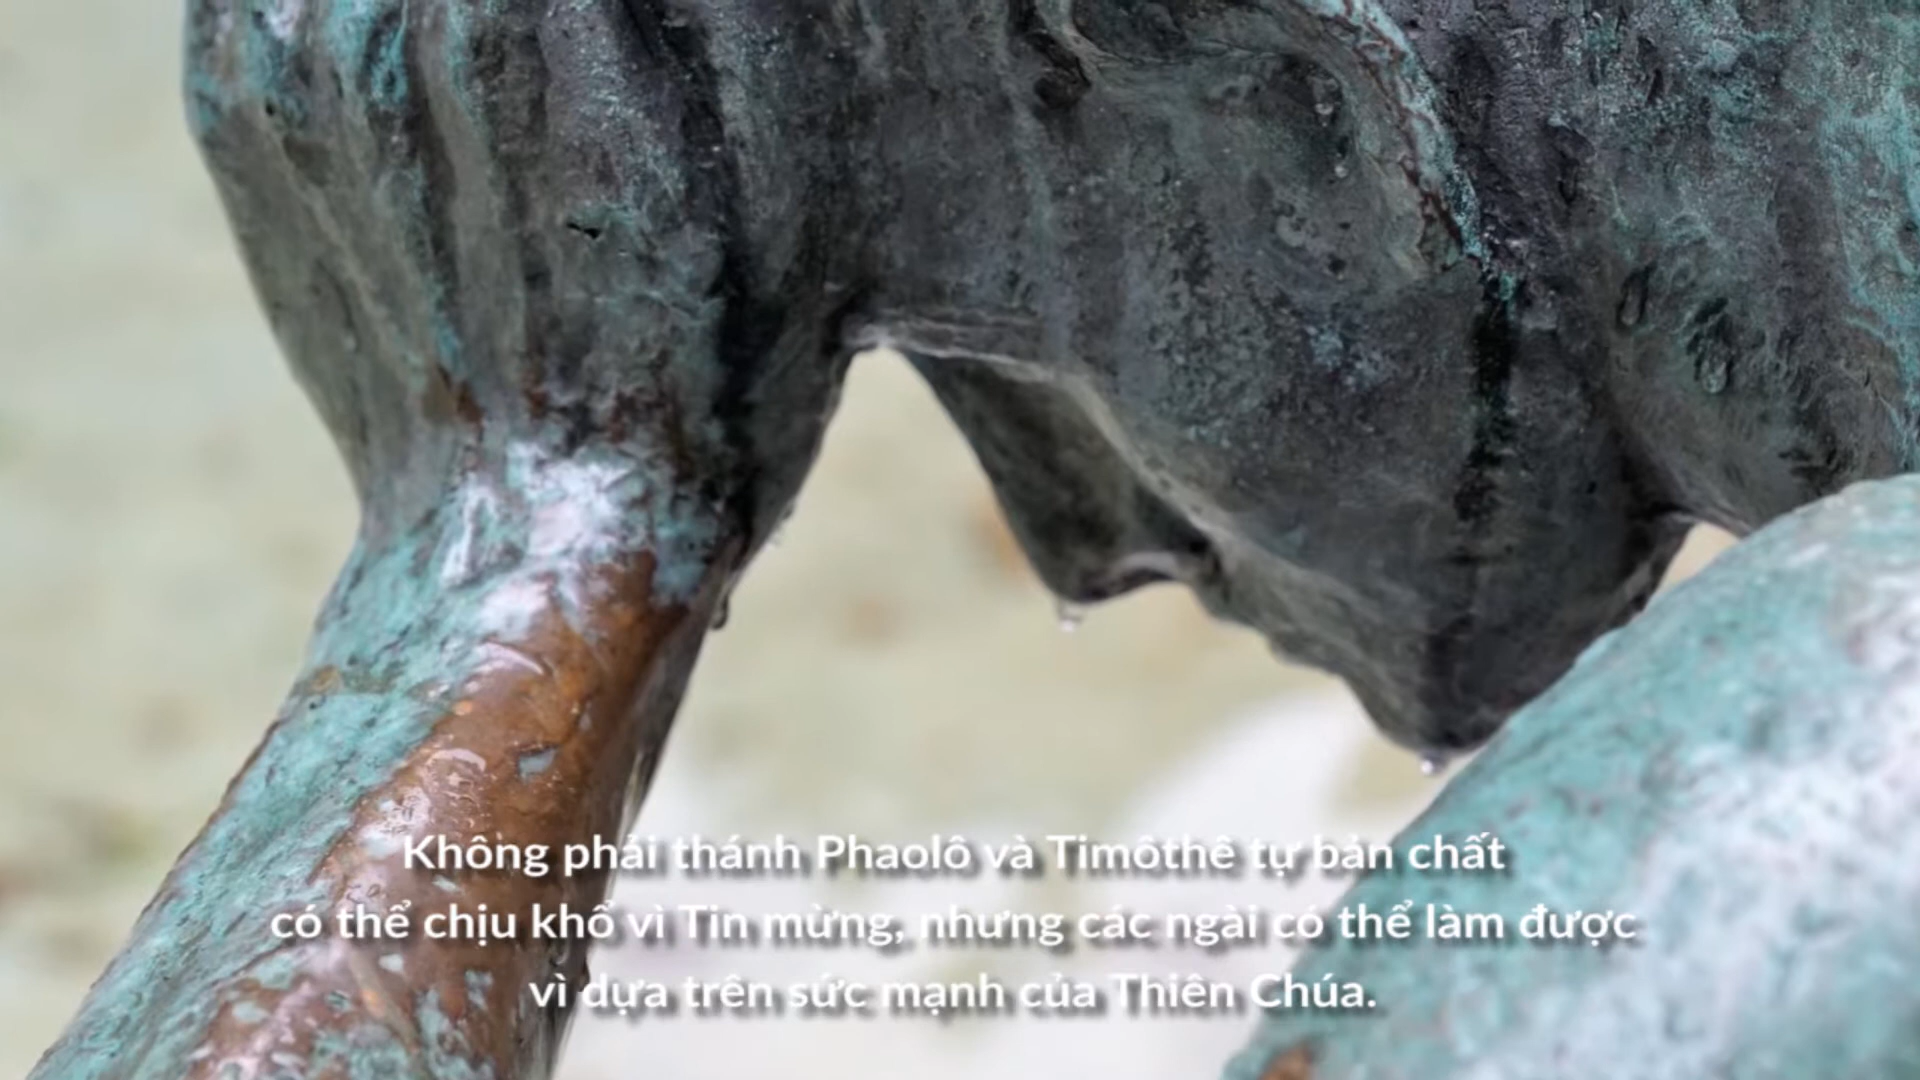 Không phải thánh Phaolô và Timôthê tự bản chất
có thể chịu khổ vì Tin mừng, nhưng các ngài có thể làm được
vì dựa trên sức mạnh của Thiên Chúa.